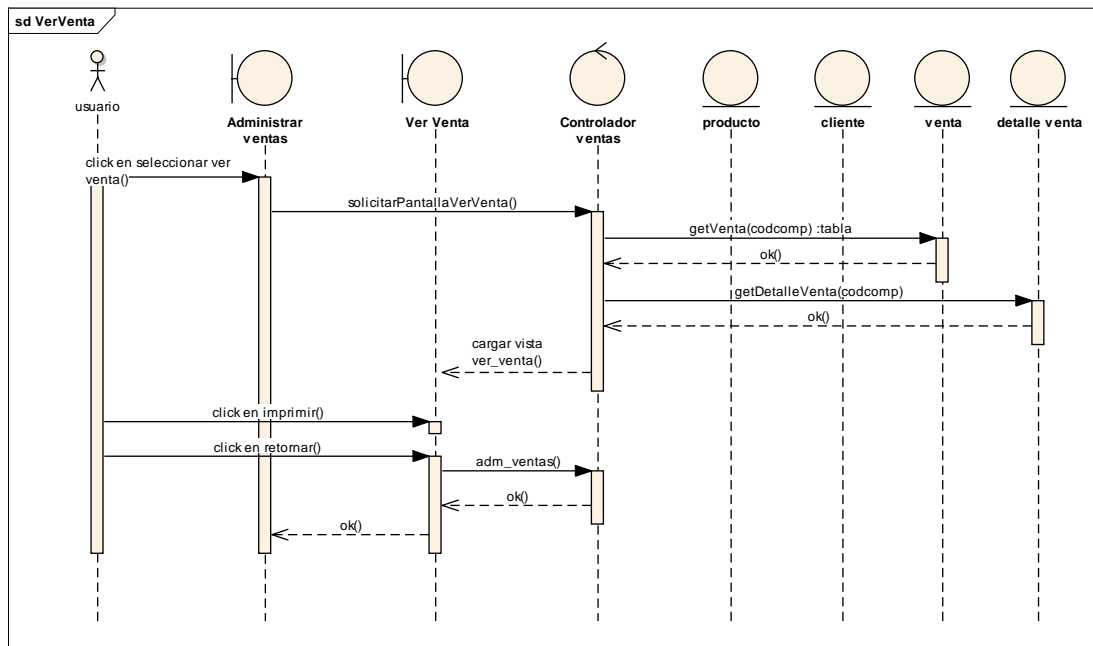 sd VerVenta
usuario
Administrar
ventas
Ver Venta
Controlador
ventas
producto
cliente
venta
detalle venta
click en seleccionar ver
venta()
solicitarPantallaVerVenta()
getVenta(codcomp) :tabla
ok()
getDetalleVenta(codcomp)
ok()
cargar vista
ver_venta()
click en imprimir()
click en retornar()
adm_ventas()
ok()
ok()